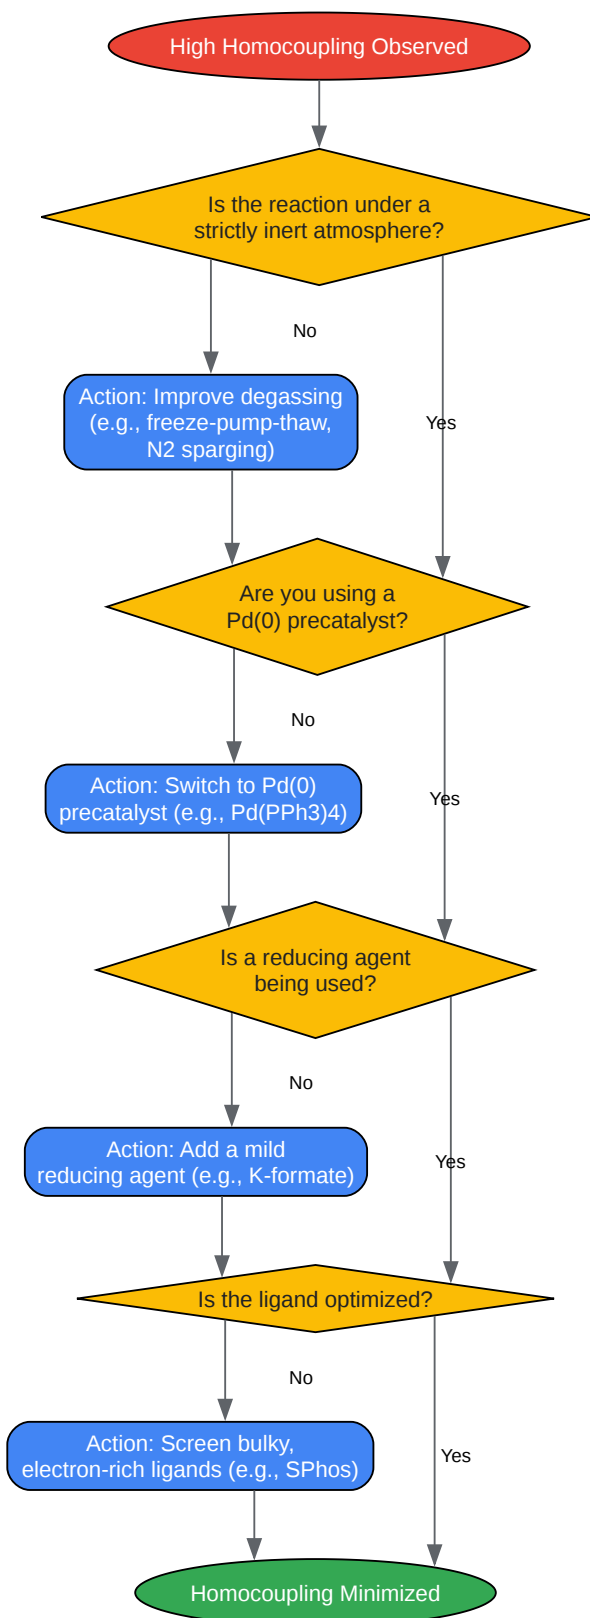 High Homocoupling Observed
Is the reaction under a
strictly inert atmosphere?
No
Action: Improve degassing
(e.g., freeze-pump-thaw,
N2 sparging)
Yes
Are you using a
Pd(0) precatalyst?
No
Action: Switch to Pd(0)
precatalyst (e.g., Pd(PPh3)4)
Yes
Is a reducing agent
being used?
No
Action: Add a mild
reducing agent (e.g., K-formate)
Yes
Is the ligand optimized?
No
Action: Screen bulky,
electron-rich ligands (e.g., SPhos)
Yes
Homocoupling Minimized